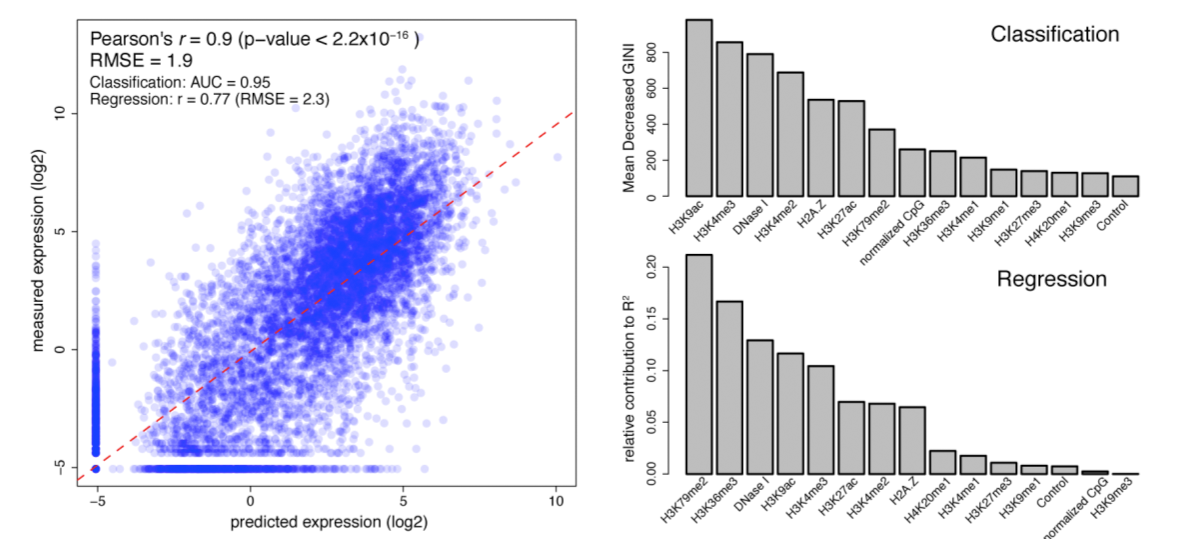 Pearson's r = 0.9 (p−value < 2.2x10⁻¹⁶ )
RMSE = 1.9
Classification: AUC = 0.95
Regression: r = 0.77 (RMSE = 2.3)
measured expression (log2)
10
5
0
−5
−5
0
5
10
predicted expression (log2)
Classification
Mean Decreased GINI
800
600
400
200
0
H3K9ac
H3K4me3
DNase I
H3K4me2
H2A.Z
H3K27ac
H3K79me2
normalized CpG
H3K36me3
H3K4me1
H3K9me1
H3K27me3
H4K20me1
H3K9me3
Control
Regression
relative contribution to R²
0.20
0.15
0.10
0.05
0.00
H3K79me2
H3K36me3
DNase I
H3K9ac
H3K4me3
H3K27ac
H3K4me2
H2A.Z
H4K20me1
H3K4me1
H3K27me3
H3K9me1
Control
normalized CpG
H3K9me3